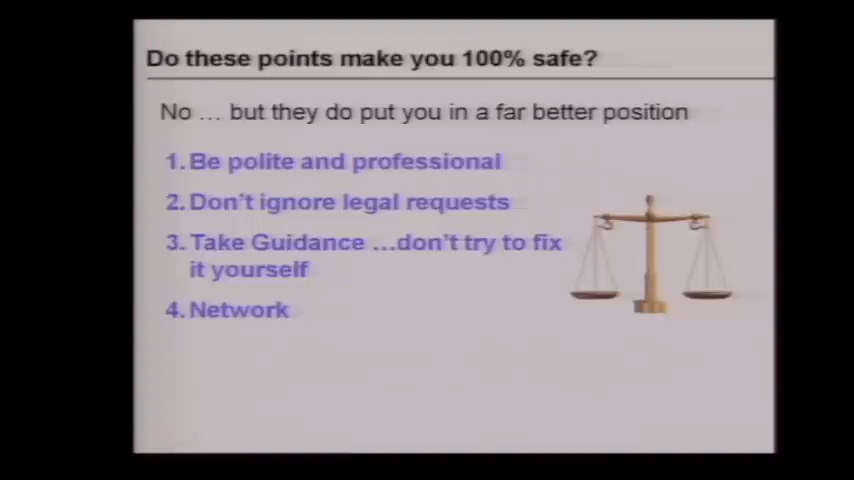 Do these points make you 100% safe?
No ... but they do put you in a far better position
1. Be polite and professional
2. Don't ignore legal requests
3. Take Guidance ...don't try to fix
it yourself
4. Network